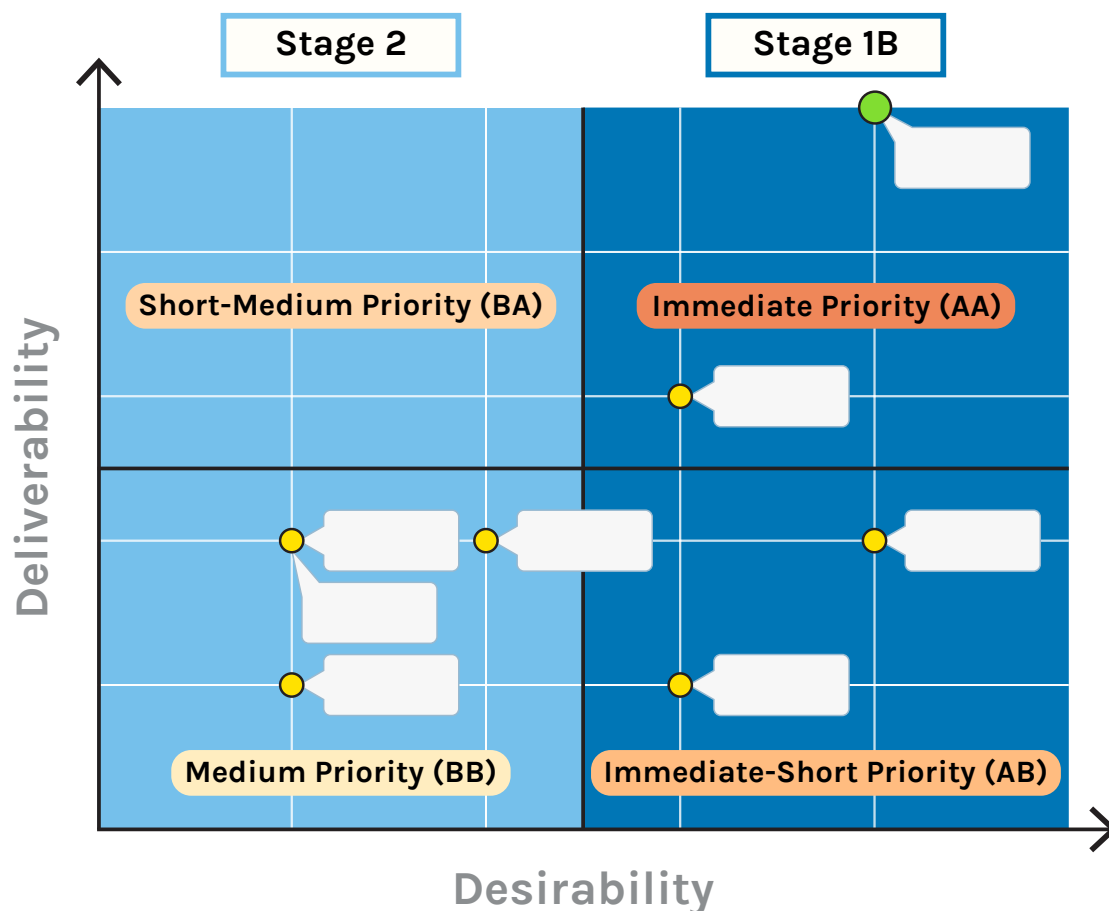 Stage 2
Stage 1B
Short-Medium Priority (BA)
Immediate Priority (AA)
Deliverability
Medium Priority (BB)
Immediate-Short Priority (AB)
Desirability